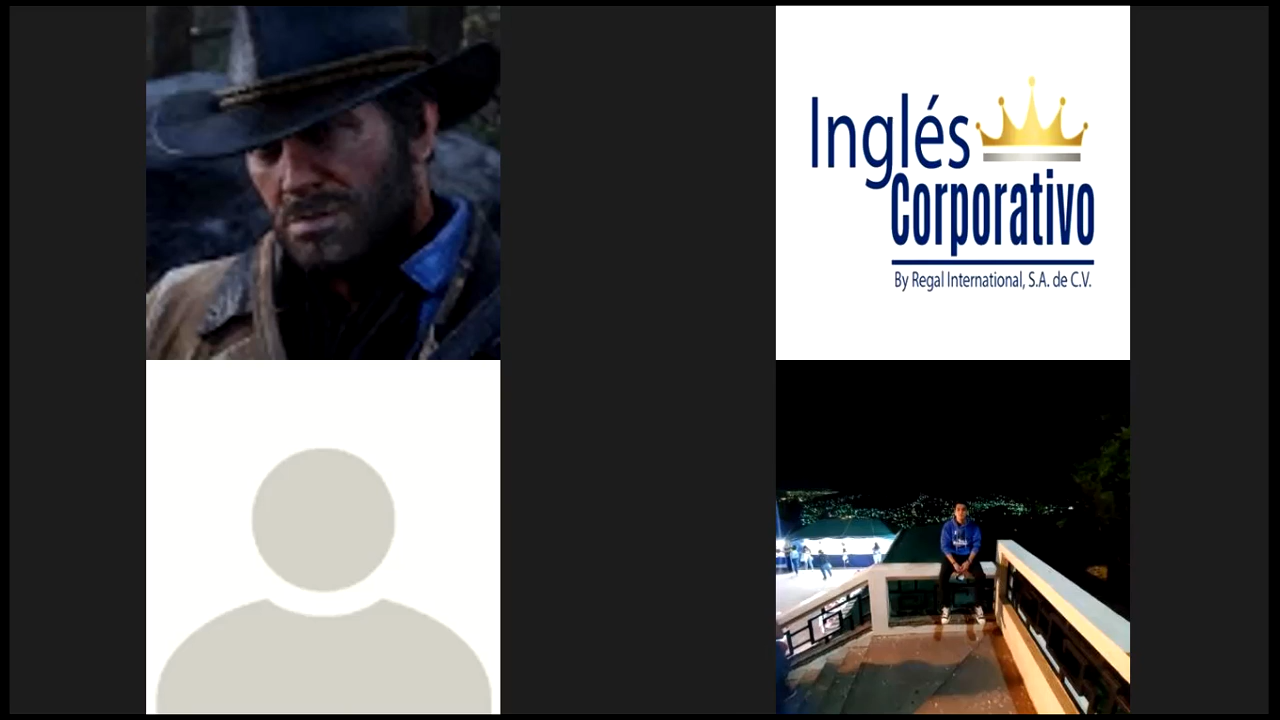 Inglés
Corporativo
By Regal International, S.A. de C.V.